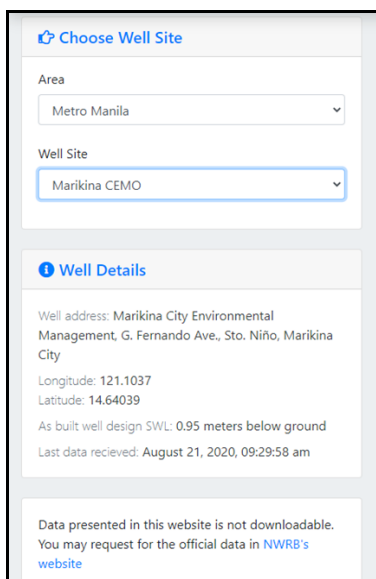 Choose Well Site
Area
Metro Manila
Well Site
Marikina CEMO
Well Details
Well address: Marikina City Environmental
Management, G. Fernando Ave., Sto. Niño, Marikina
City
Longitude: 121.1037
Latitude: 14.64039
As built well design SWL: 0.95 meters below ground
Last data recieved: August 21, 2020, 09:29:58 am
Data presented in this website is not downloadable.
You may request for the official data in NWRB's
website